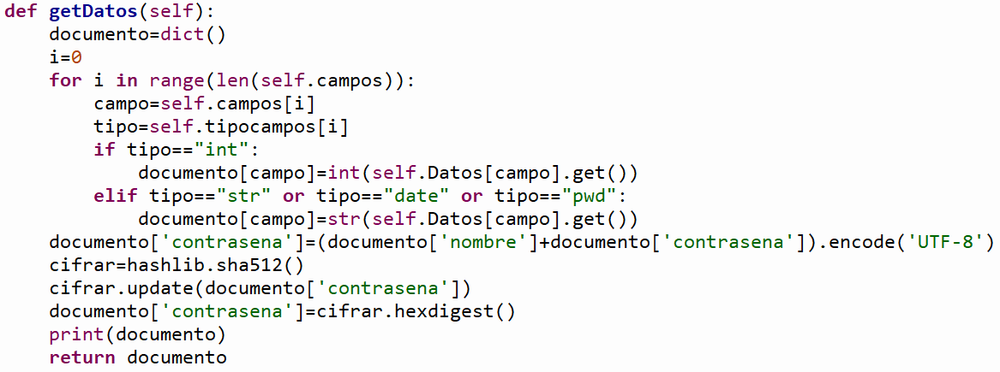 def getDatos(self):
    documento=dict()
    i=0
    for i in range(len(self.campos)):
        campo=self.campos[i]
        tipo=self.tipocampos[i]
        if tipo=="int":
            documento[campo]=int(self.Datos[campo].get())
        elif tipo=="str" or tipo=="date" or tipo=="pwd":
            documento[campo]=str(self.Datos[campo].get())
    documento['contrasena']=(documento['nombre']+documento['contrasena']).encode('UTF-8')
    cifrar=hashlib.sha512()
    cifrar.update(documento['contrasena'])
    documento['contrasena']=cifrar.hexdigest()
    print(documento)
    return documento